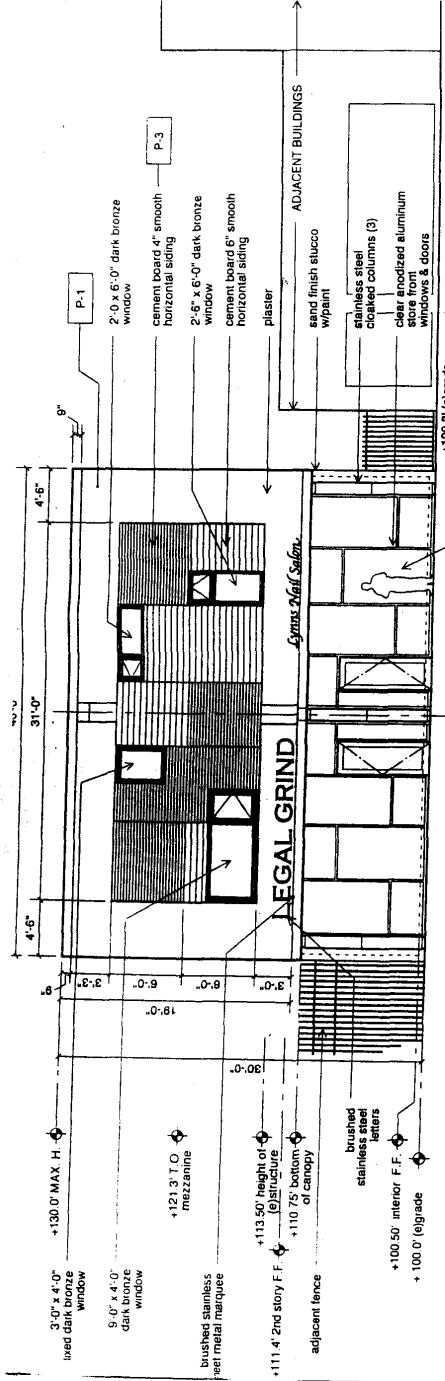 +130.0' MAX. H.
3'-0" x 4'-0"
fixed dark bronze
window
9'-0" x 4'-0"
dark bronze
window
+121 3' T.O
mezzanine
brushed stainless
sheet metal marquee
+113.50' height of
(e)structure
+111.4' 2nd story F.F.
+110 75' bottom
of canopy
adjacent fence
brushed
stainless steel
letters
+100.50' interior F.F.
+ 100.0' (e)grade
4'-6"
31'-0"
4'-6"
9"
9"
3'-3"
6'-0"
6'-0"
3'-0"
19'-0"
30'-0"
LEGAL GRIND
Lynns Nail Salon
P-1
2'-0 x 6'-0" dark bronze
window
P-3
cement board 4" smooth
horizontal siding
2'-6" x 6'-0" dark bronze
window
cement board 6" smooth
horizontal siding
plaster
ADJACENT BUILDINGS
sand finish stucco
w/paint
stainless steel
cloaked columns (3)
clear anodized aluminum
store front
windows & doors